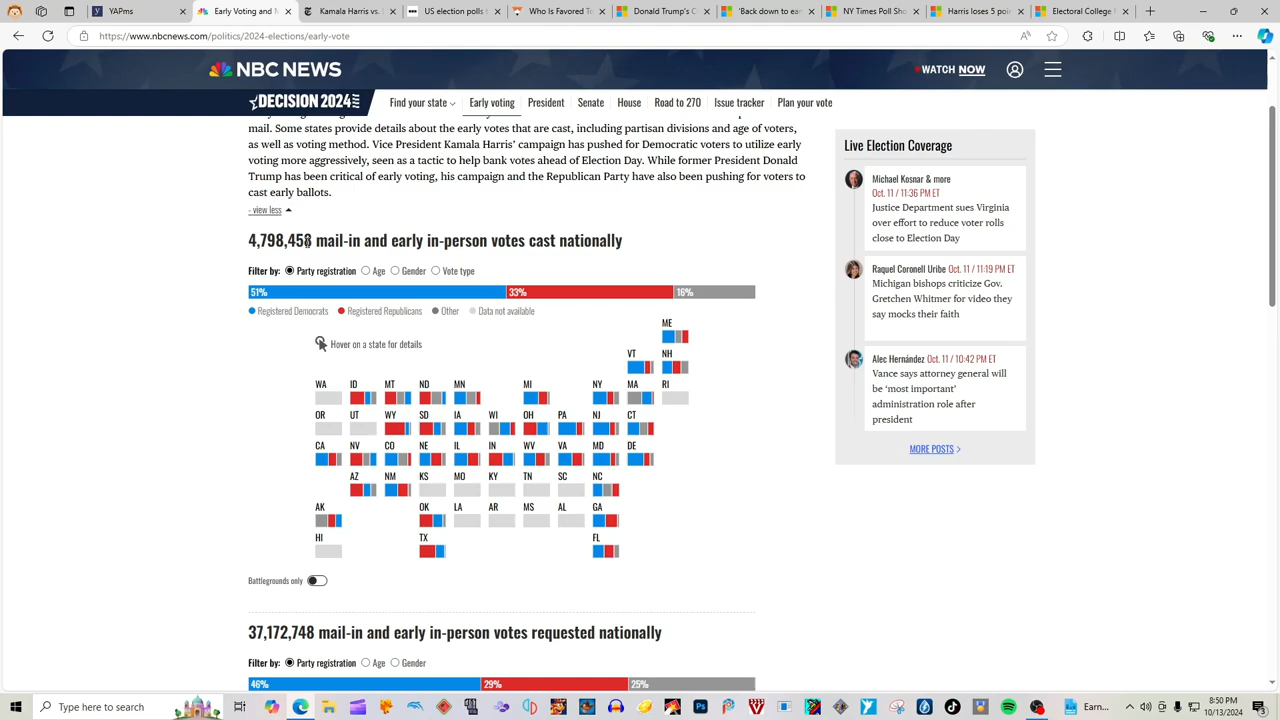 YAPms
Early Voting in
2024 Natio
Donald Trump's C
"Back down to ea
NY Times Poll Sh
Harris loses 5 poi
Electoral College
https://www.nbcnews.com/politics/2024-elections/early-vote
NBC NEWS
WATCH NOW
DECISION 2024
Find your state
Early voting
President
Senate
House
Road to 270
Issue tracker
Plan your vote
mail. Some states provide details about the early votes that are cast, including partisan divisions and age of voters,
as well as voting method. Vice President Kamala Harris' campaign has pushed for Democratic voters to utilize early
voting more aggressively, seen as a tactic to help bank votes ahead of Election Day. While former President Donald
Trump has been critical of early voting, his campaign and the Republican Party have also been pushing for voters to
cast early ballots.
- view less
4,798,458 mail-in and early in-person votes cast nationally
Filter by: Party registration Age Gender Vote type
51% 33% 16%
Registered Democrats Registered Republicans Other Data not available
Hover on a state for details
ME
VT NH
WA ID MT ND MN MI NY MA RI
OR UT WY SD IA WI OH PA NJ CT
CA NV CO NE IL IN WV VA MD DE
AZ NM KS MO KY TN SC NC
AK OK LA AR MS AL GA
HI TX FL
Battlegrounds only
37,172,748 mail-in and early in-person votes requested nationally
Filter by: Party registration Age Gender
46% 29% 25%
Live Election Coverage
Michael Kosnar & more
Oct. 11 / 11:36 PM ET
Justice Department sues Virginia
over effort to reduce voter rolls
close to Election Day
Raquel Coronell Uribe Oct. 11 / 11:19 PM ET
Michigan bishops criticize Gov.
Gretchen Whitmer for video they
say mocks their faith
Alec Hernández Oct. 11 / 10:42 PM ET
Vance says attorney general will
be 'most important'
administration role after
president
MORE POSTS
Type here to search
Earn...
8:50 PM
10/13/2024